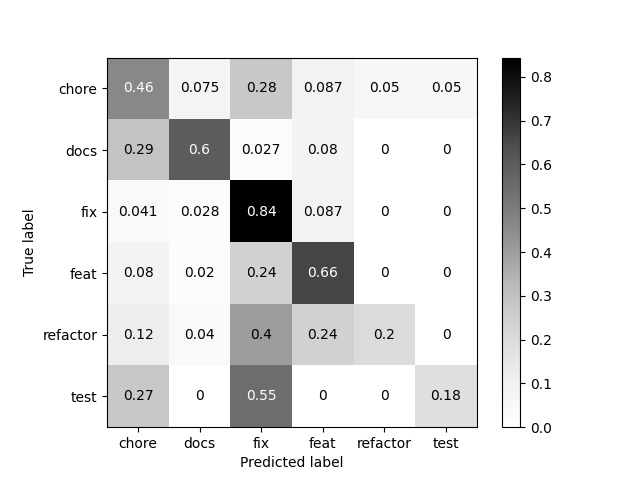 chore 0.46 0.075 0.28 0.087 0.05 0.05
docs 0.29 0.6 0.027 0.08 0 0
fix 0.041 0.028 0.84 0.087 0 0
feat 0.08 0.02 0.24 0.66 0 0
refactor 0.12 0.04 0.4 0.24 0.2 0
test 0.27 0 0.55 0 0 0.18
chore docs fix feat refactor test
Predicted label
True label
0.8
0.7
0.6
0.5
0.4
0.3
0.2
0.1
0.0